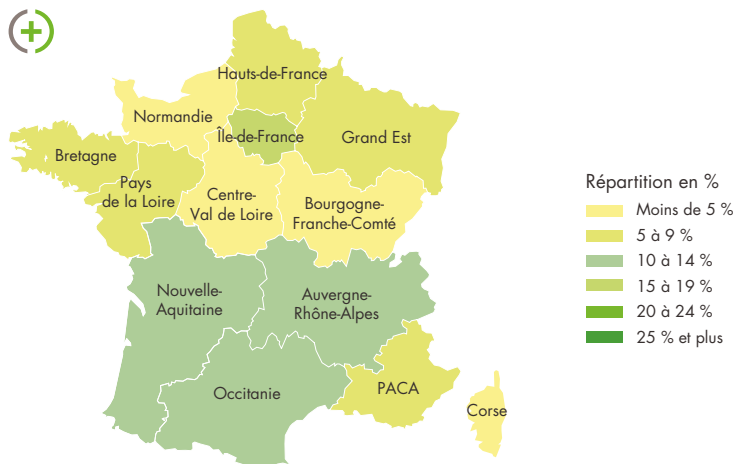 Hauts-de-France
Normandie
Île-de-France
Grand Est
Bretagne
Pays
de la Loire
Centre-
Val de Loire
Bourgogne-
Franche-Comté
Nouvelle-
Aquitaine
Auvergne-
Rhône-Alpes
Occitanie
PACA
Corse
Répartition en %
Moins de 5 %
5 à 9 %
10 à 14 %
15 à 19 %
20 à 24 %
25 % et plus